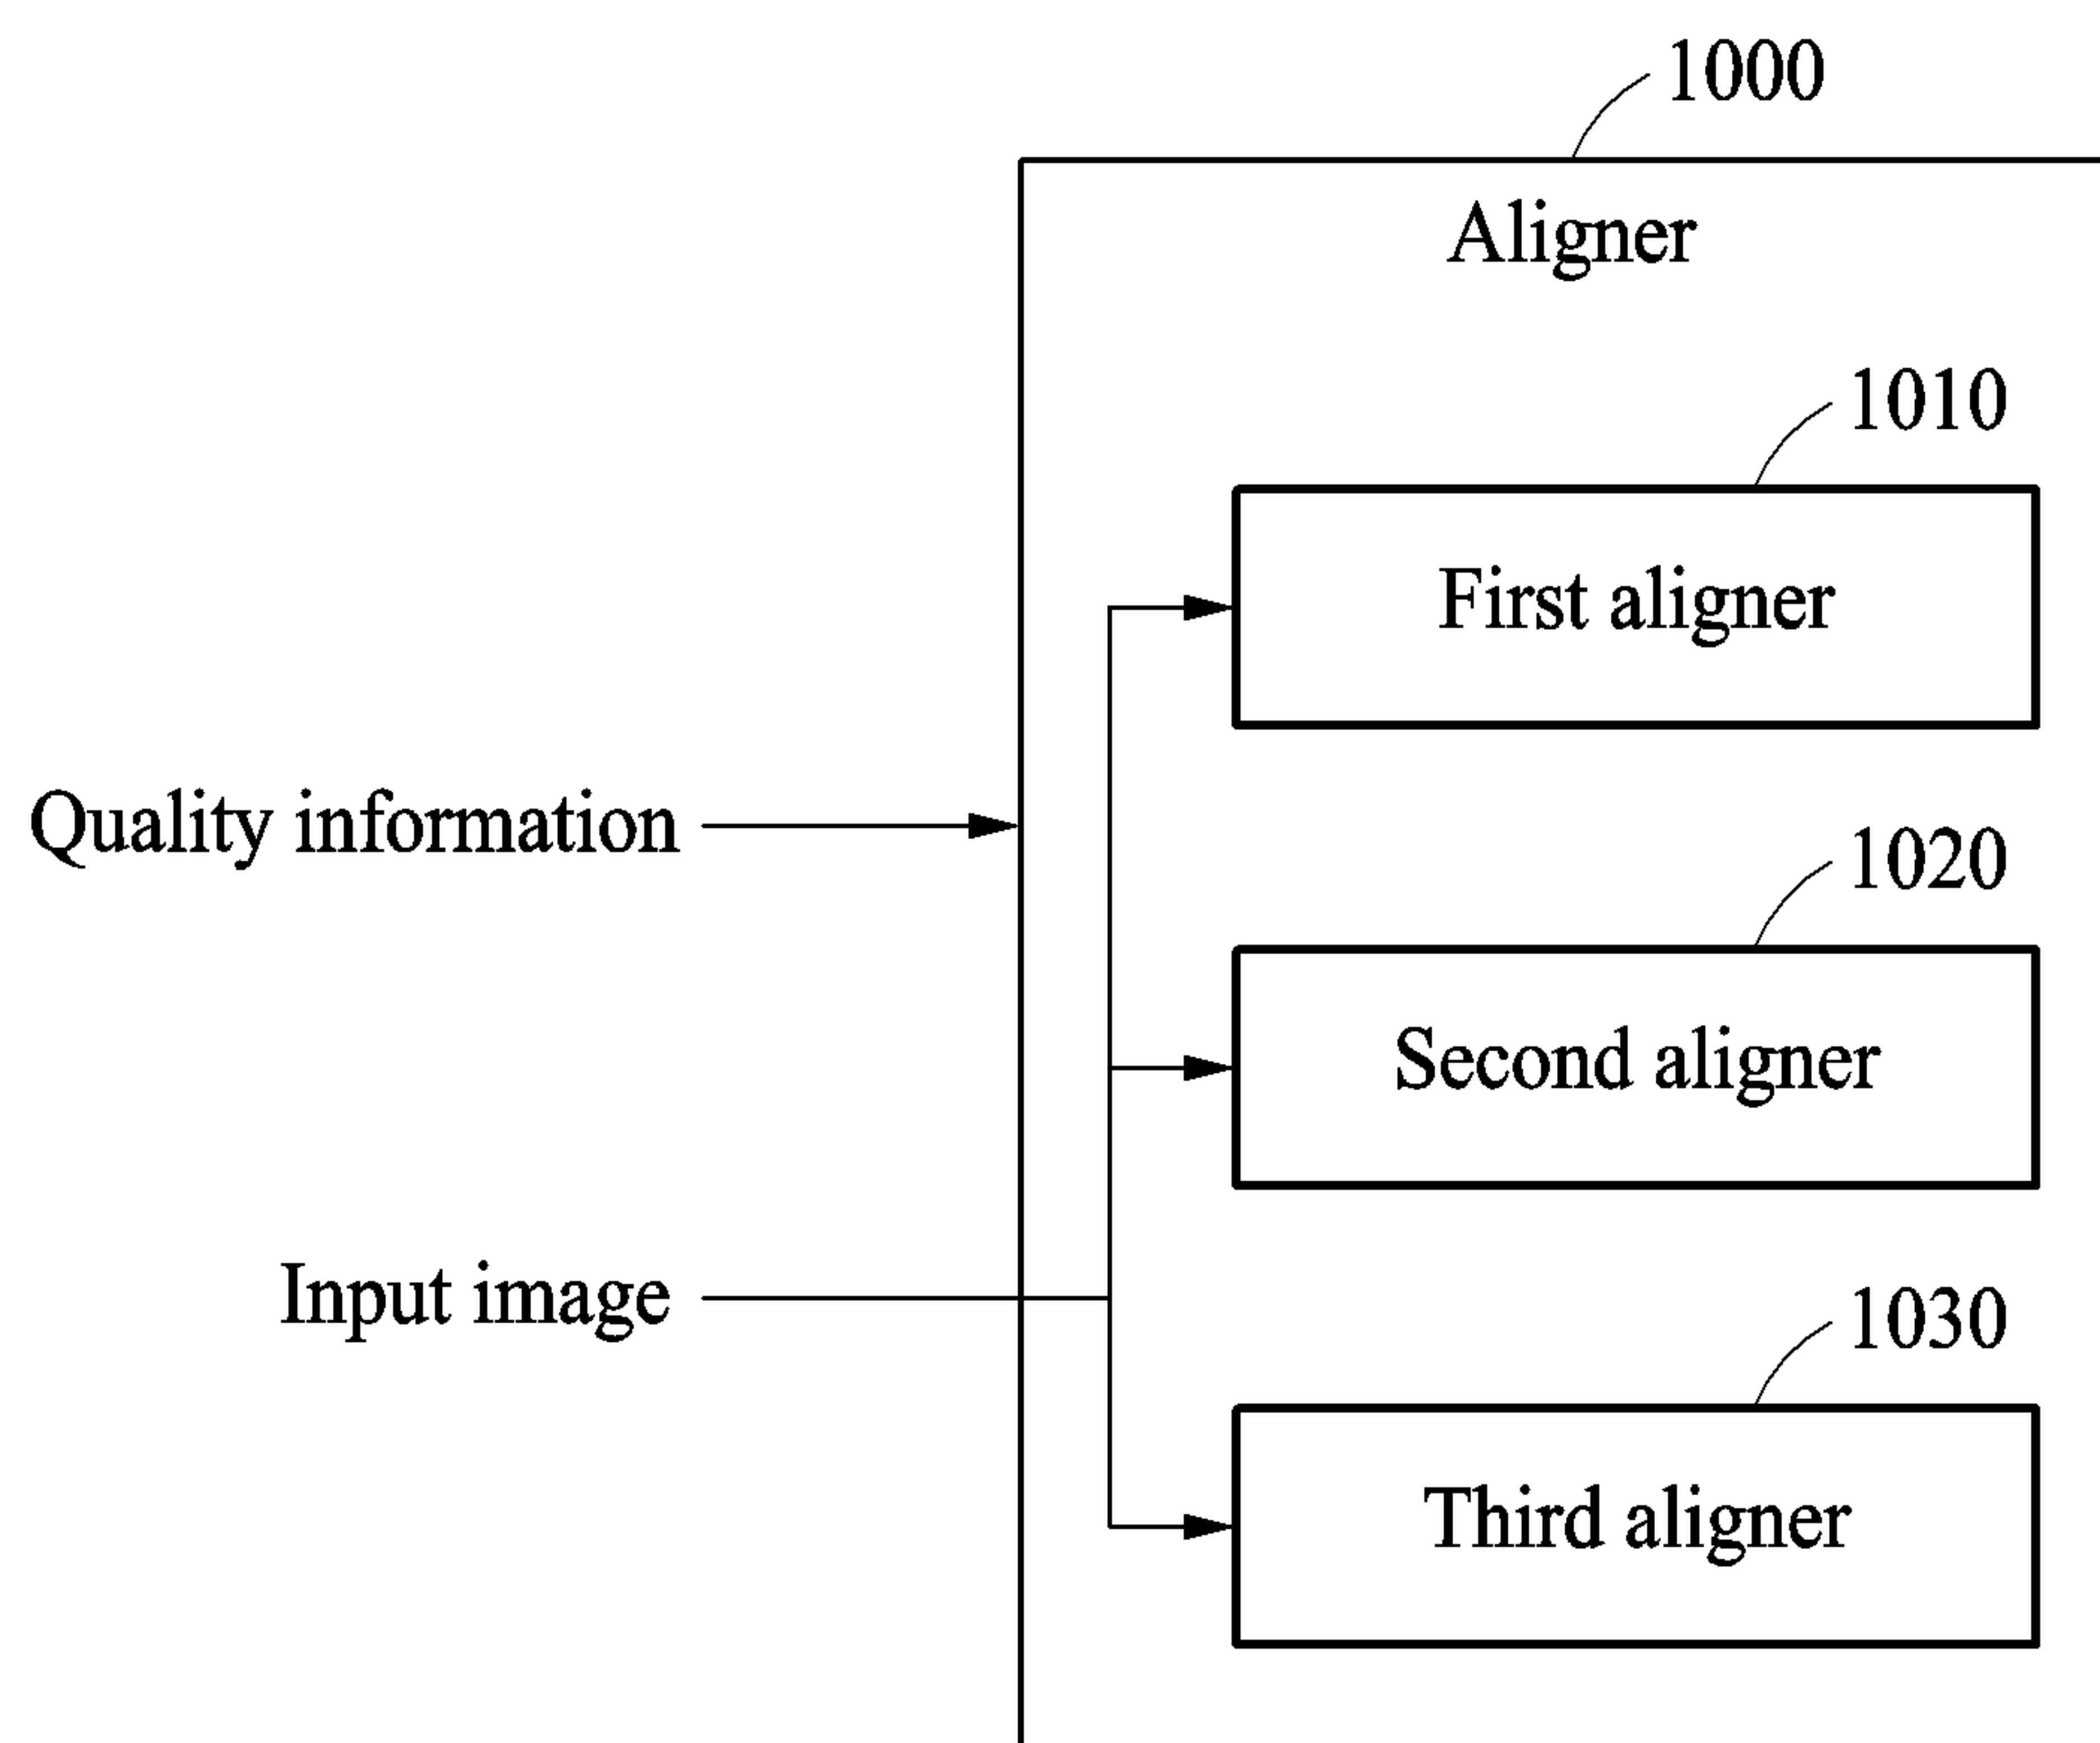 1000
Aligner
1010
First aligner
Quality information
1020
Second aligner
Input image
1030
Third aligner